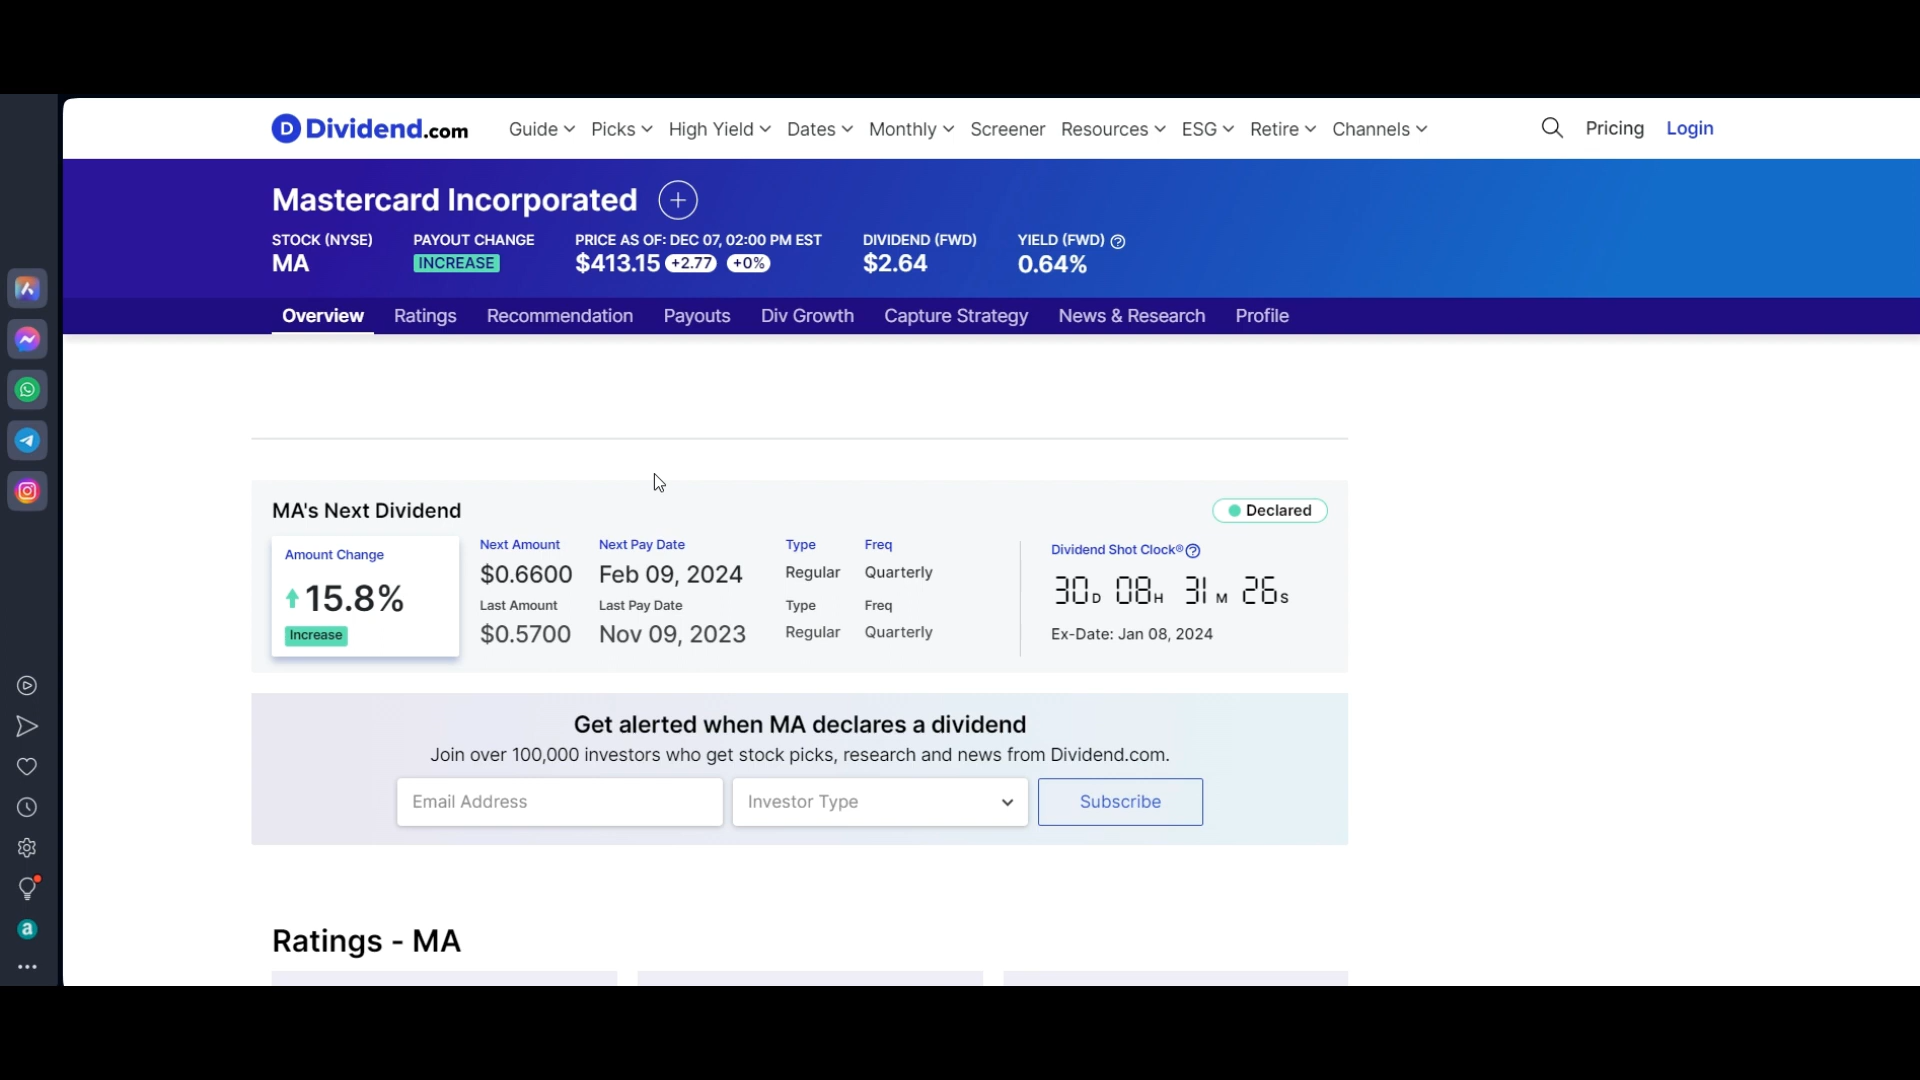 Dividend.com Guide Picks High Yield Dates Monthly Screener Resources ESG Retire Channels Pricing Login
Mastercard Incorporated
STOCK (NYSE) PAYOUT CHANGE PRICE AS OF: DEC 07, 02:00 PM EST DIVIDEND (FWD) YIELD (FWD)
MA INCREASE $413.15 +2.77 +0% $2.64 0.64%
Overview Ratings Recommendation Payouts Div Growth Capture Strategy News & Research Profile
MA's Next Dividend Declared
Amount Change Next Amount Next Pay Date Type Freq Dividend Shot Clock®
15.8% $0.6600 Feb 09, 2024 Regular Quarterly 30D 08H 31M 26S
Last Amount Last Pay Date Type Freq
Increase $0.5700 Nov 09, 2023 Regular Quarterly Ex-Date: Jan 08, 2024
Get alerted when MA declares a dividend
Join over 100,000 investors who get stock picks, research and news from Dividend.com.
Email Address Investor Type Subscribe
Ratings - MA